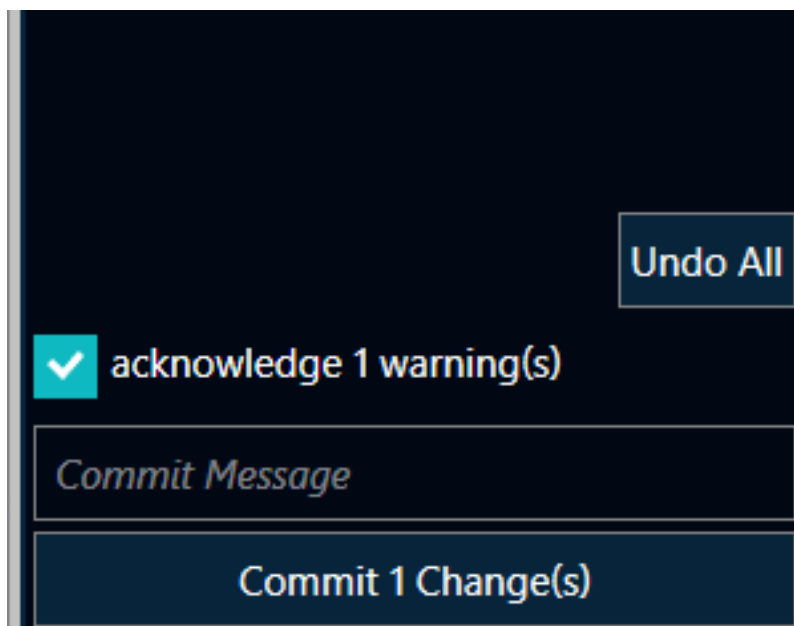 Undo All
acknowledge 1 warning(s)
Commit Message
Commit 1 Change(s)